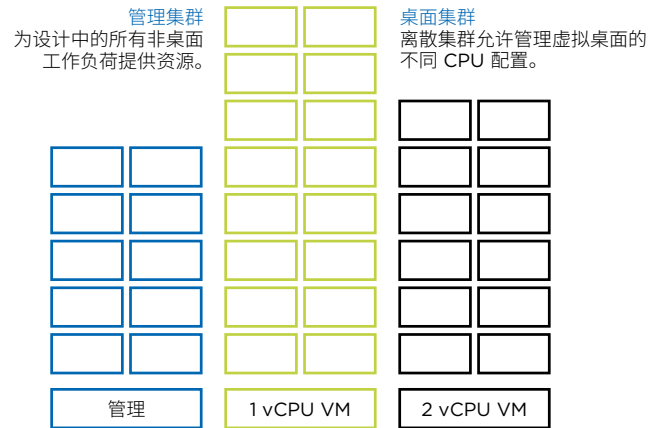 管理集群
为设计中的所有非桌面
工作负荷提供资源。
桌面集群
离散集群允许管理虚拟桌面的
不同 CPU 配置。
管理
1 vCPU VM
2 vCPU VM